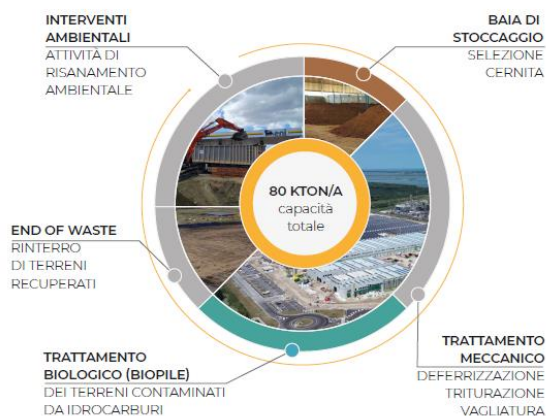 INTERVENTI
AMBIENTALI
ATTIVITÀ DI
RISANAMENTO
AMBIENTALE
BAIA DI
STOCCAGGIO
SELEZIONE
CERNITA
80 KTON/A
capacità
totale
END OF WASTE
RINTERRO
DI TERRENI
RECUPERATI
TRATTAMENTO
BIOLOGICO (BIOPILE)
DEI TERRENI CONTAMINATI
DA IDROCARBURI
TRATTAMENTO
MECCANICO
DEFERRIZZAZIONE
TRITURAZIONE
VAGLIATURA